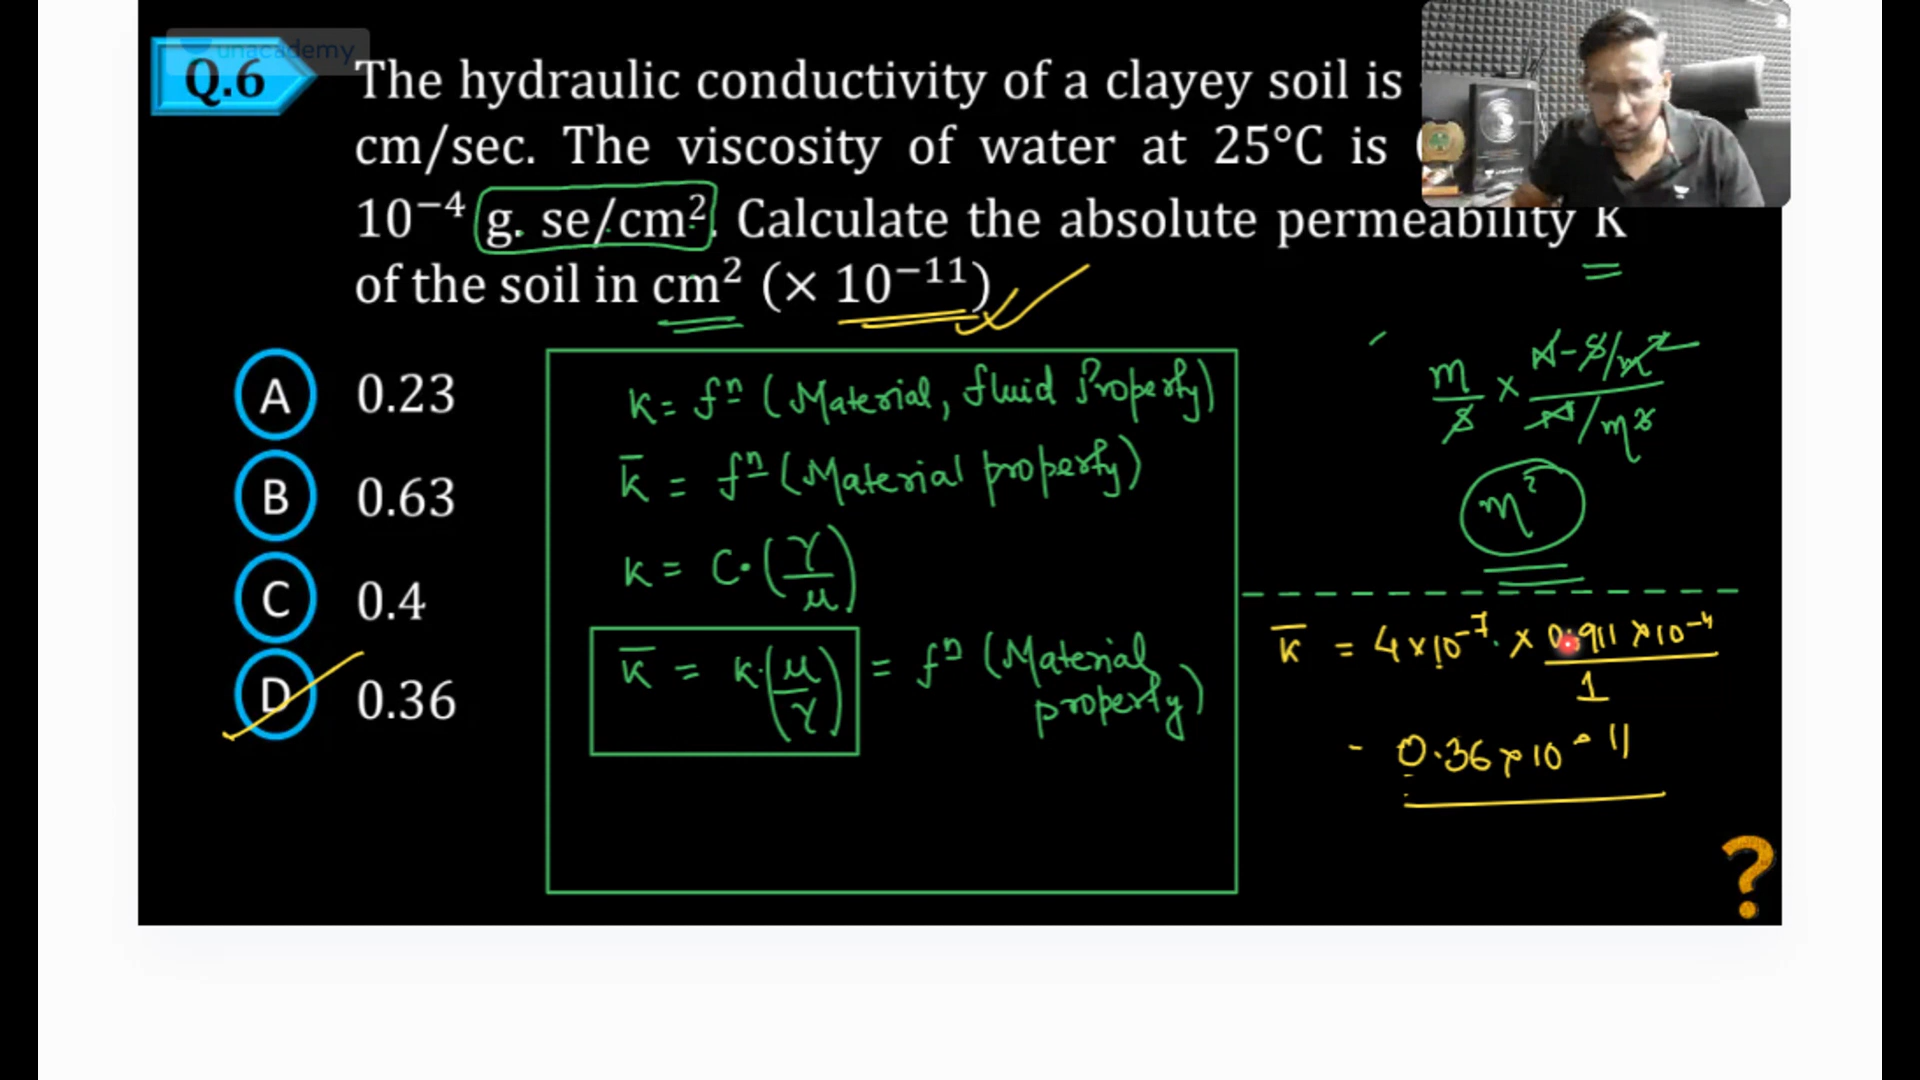 unacademy
Q.6
The hydraulic conductivity of a clayey soil is
cm/sec. The viscosity of water at 25°C is
10⁻⁴ g. se/cm². Calculate the absolute permeability K
of the soil in cm² (× 10⁻¹¹)
A 0.23
B 0.63
C 0.4
D 0.36
K = fⁿ (Material, fluid Property)
K̅ = fⁿ (Material property)
K = C·(γ/μ)
K̅ = K·(μ/γ) = fⁿ (Material property)
m/s × N-s/m² / N/m³
m²
K̅ = 4×10⁻⁷ × 0.911×10⁻⁴ / 1
- 0.36×10⁻¹¹
?